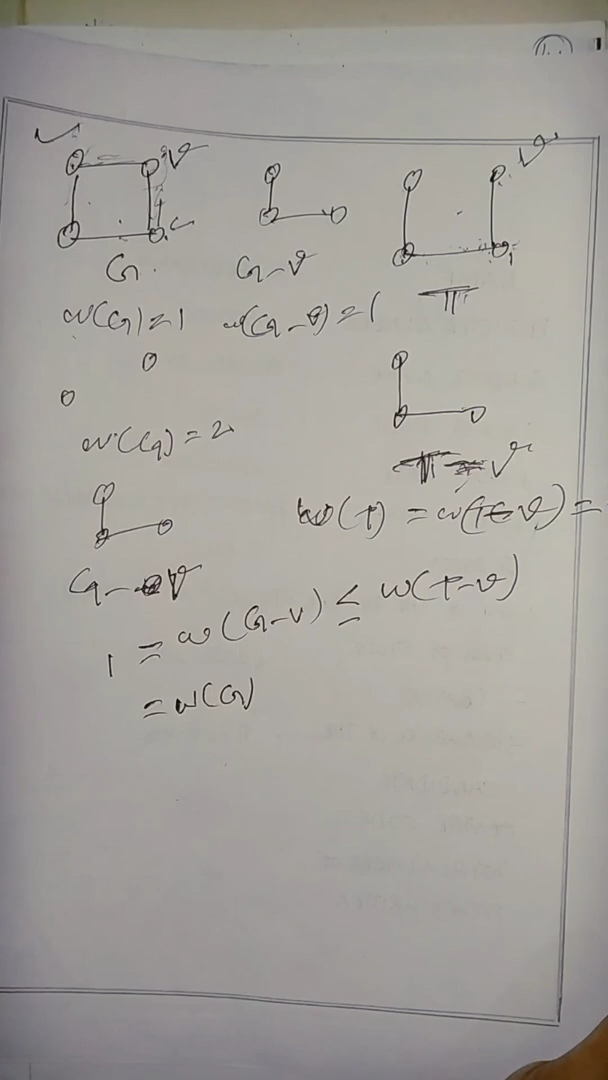 v
v
G. G-v T
ω(G)=1 ω(G-v)=1
ω(G)=2
T-v
ω(T) = ω(T-v) =
G-v
1 = ω(G-v) ≤ ω(T-v)
= ω(G)